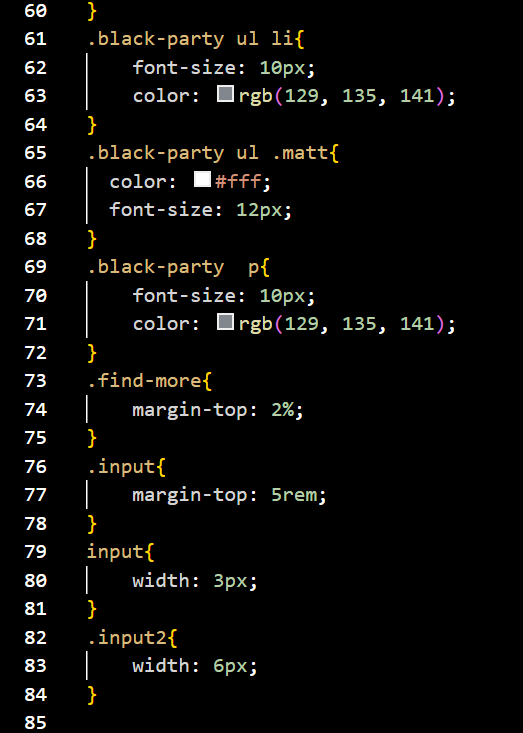 60 }
61 .black-party ul li{
62 font-size: 10px;
63 color: rgb(129, 135, 141);
64 }
65 .black-party ul .matt{
66 color: #fff;
67 font-size: 12px;
68 }
69 .black-party  p{
70 font-size: 10px;
71 color: rgb(129, 135, 141);
72 }
73 .find-more{
74 margin-top: 2%;
75 }
76 .input{
77 margin-top: 5rem;
78 }
79 input{
80 width: 3px;
81 }
82 .input2{
83 width: 6px;
84 }
85